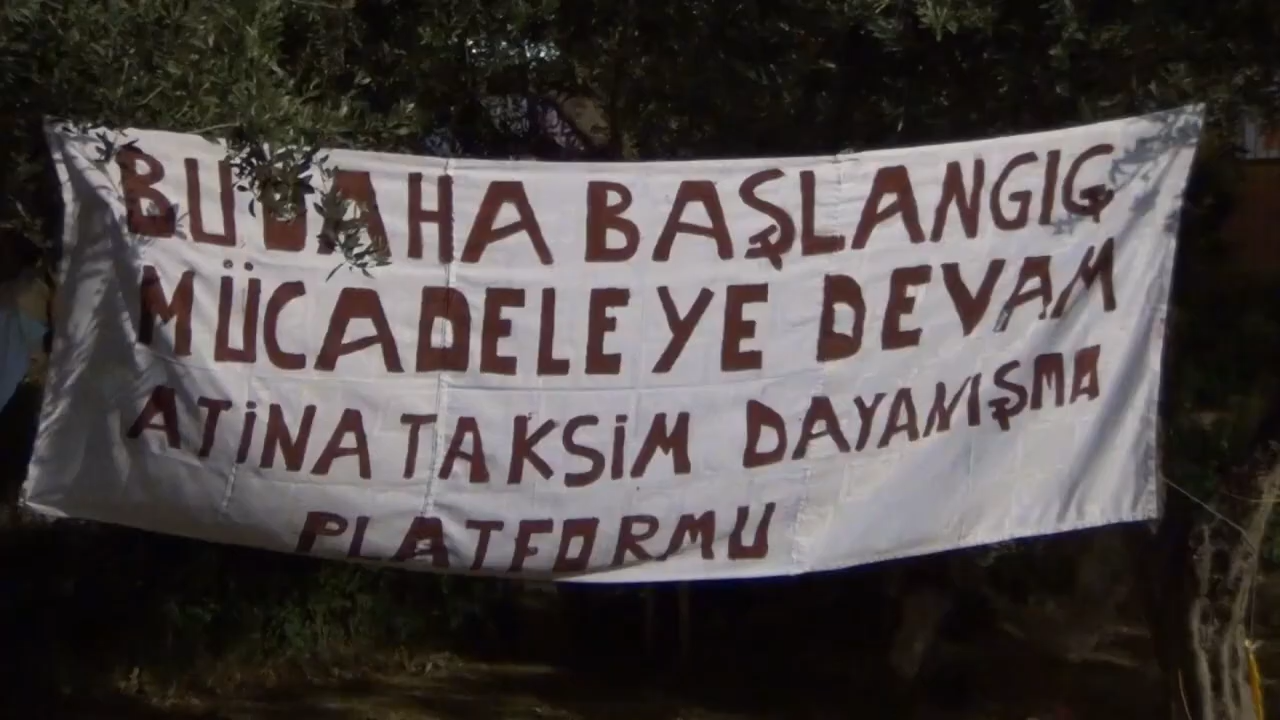 BU DAHA BAŞLANGIÇ
MÜCADELEYE DEVAM
ATİNA TAKSİM DAYANIŞMA
PLATFORMU